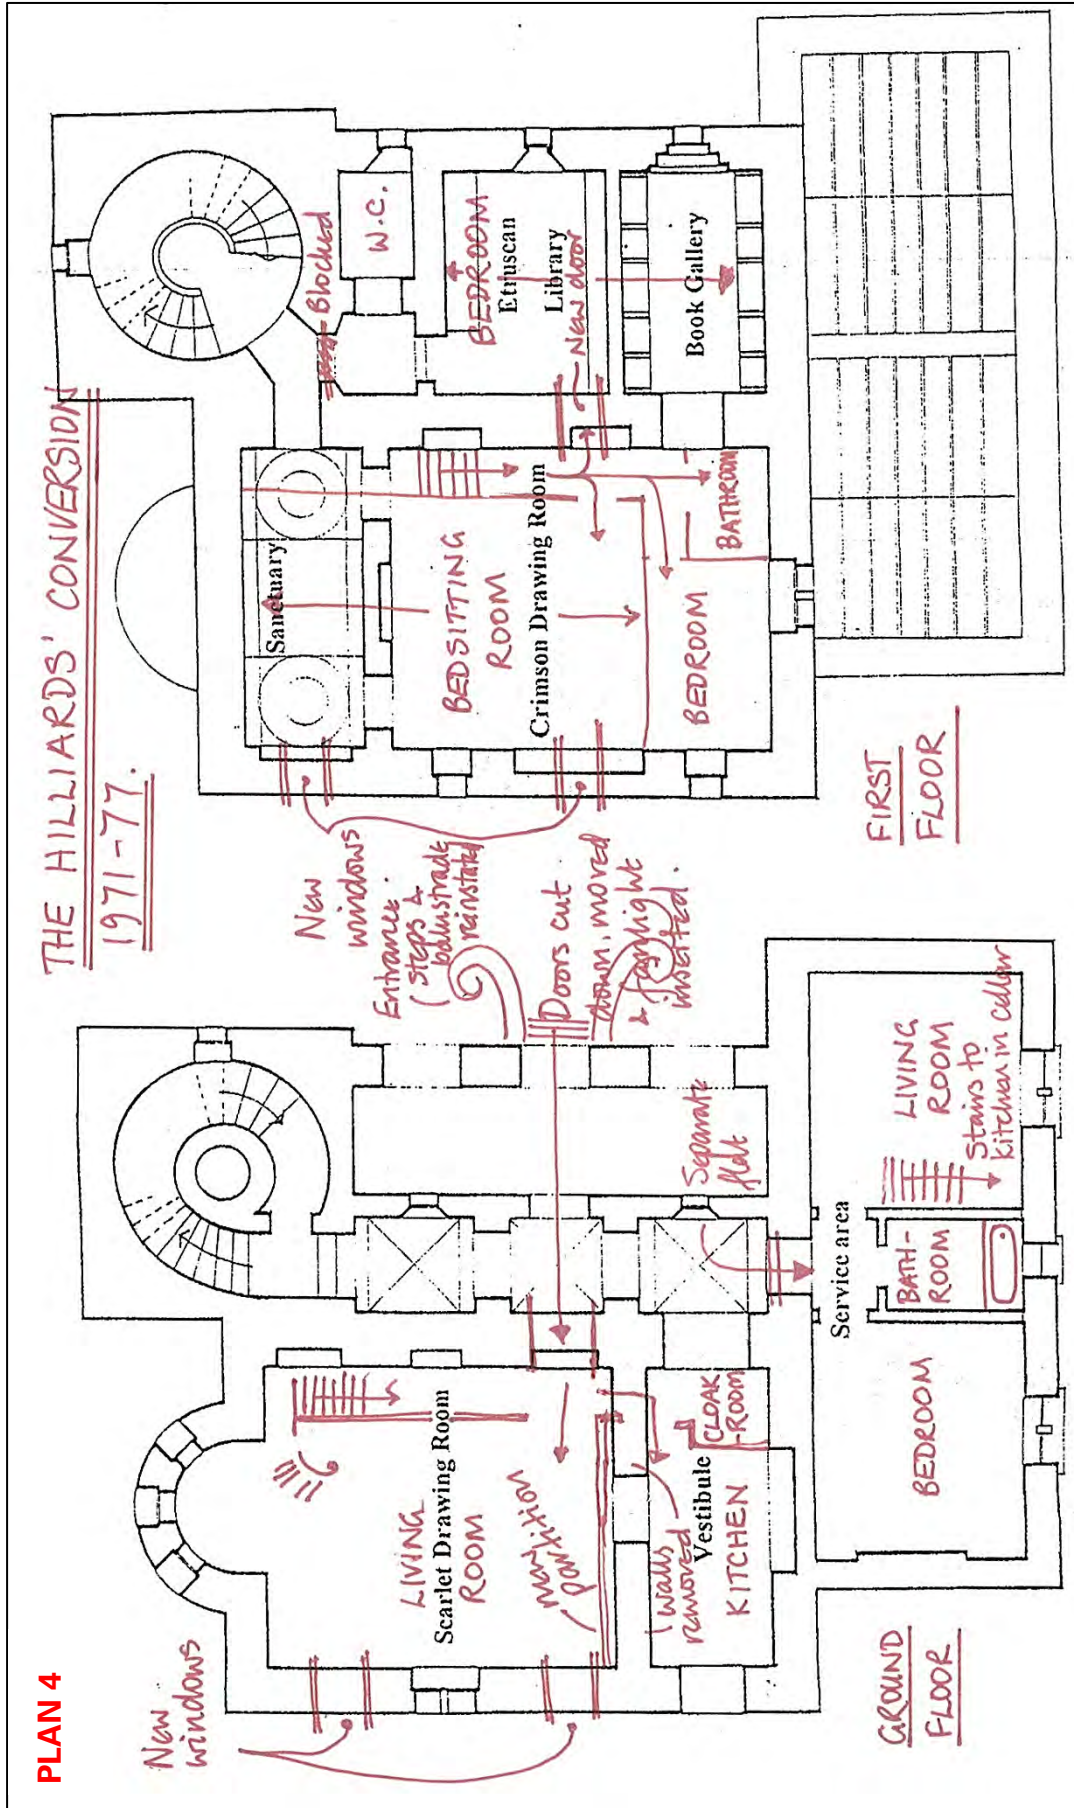 PLAN 4
THE HILLIARDS' CONVERSION
1971-77.
New
windows
LIVING
Scarlet Drawing Room
ROOM
new
partition
walls
removed
Vestibule
KITCHEN
CLOAK
-ROOM
GROUND
FLOOR
Entrance
(steps &
balustrade
reinstated
Doors cut
down, moved
& fanlight
inserted.
Separate
flat
Service area
BEDROOM
BATH-
ROOM
LIVING
ROOM
Stairs to
kitchen in cellar
New
windows
Sanctuary
BEDSITTING
ROOM
Crimson Drawing Room
BEDROOM
BATHROOM
Blocked
W.C.
BEDROOM
Etruscan
Library
New door
Book Gallery
FIRST
FLOOR